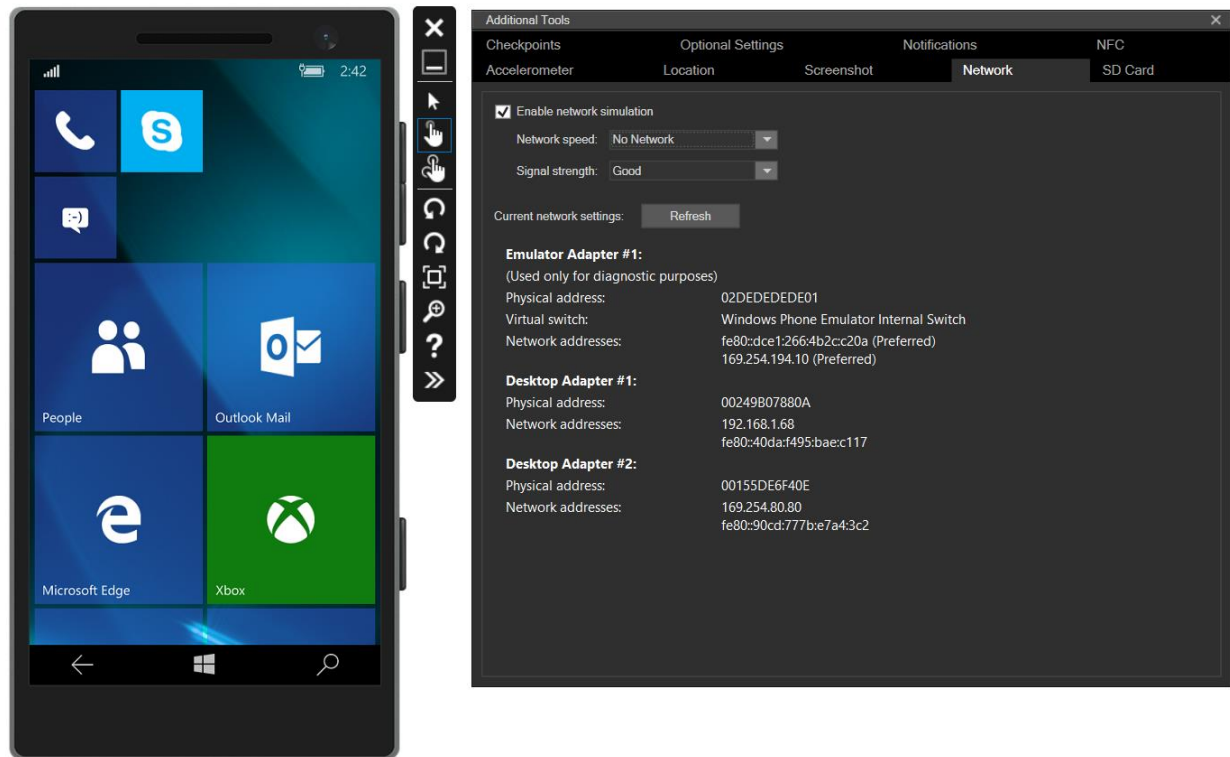 2:42
S
:-)
People
O
Outlook Mail
Microsoft Edge
Xbox
?
Additional Tools
Checkpoints Optional Settings Notifications NFC
Accelerometer Location Screenshot Network SD Card
Enable network simulation
Network speed: No Network
Signal strength: Good
Current network settings: Refresh
Emulator Adapter #1:
(Used only for diagnostic purposes)
Physical address: 02DEDEDEDE01
Virtual switch: Windows Phone Emulator Internal Switch
Network addresses: fe80::dce1:266:4b2c:c20a (Preferred)
169.254.194.10 (Preferred)
Desktop Adapter #1:
Physical address: 00249B07880A
Network addresses: 192.168.1.68
fe80::40da:f495:bae:c117
Desktop Adapter #2:
Physical address: 00155DE6F40E
Network addresses: 169.254.80.80
fe80::90cd:777b:e7a4:3c2